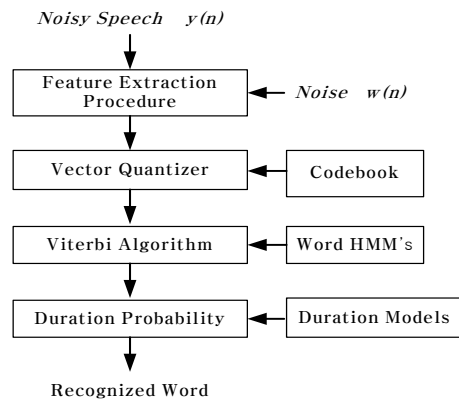 Noisy Speech y(n)
Feature Extraction
Procedure
Noise w(n)
Vector Quantizer
Codebook
Viterbi Algorithm
Word HMM's
Duration Probability
Duration Models
Recognized Word